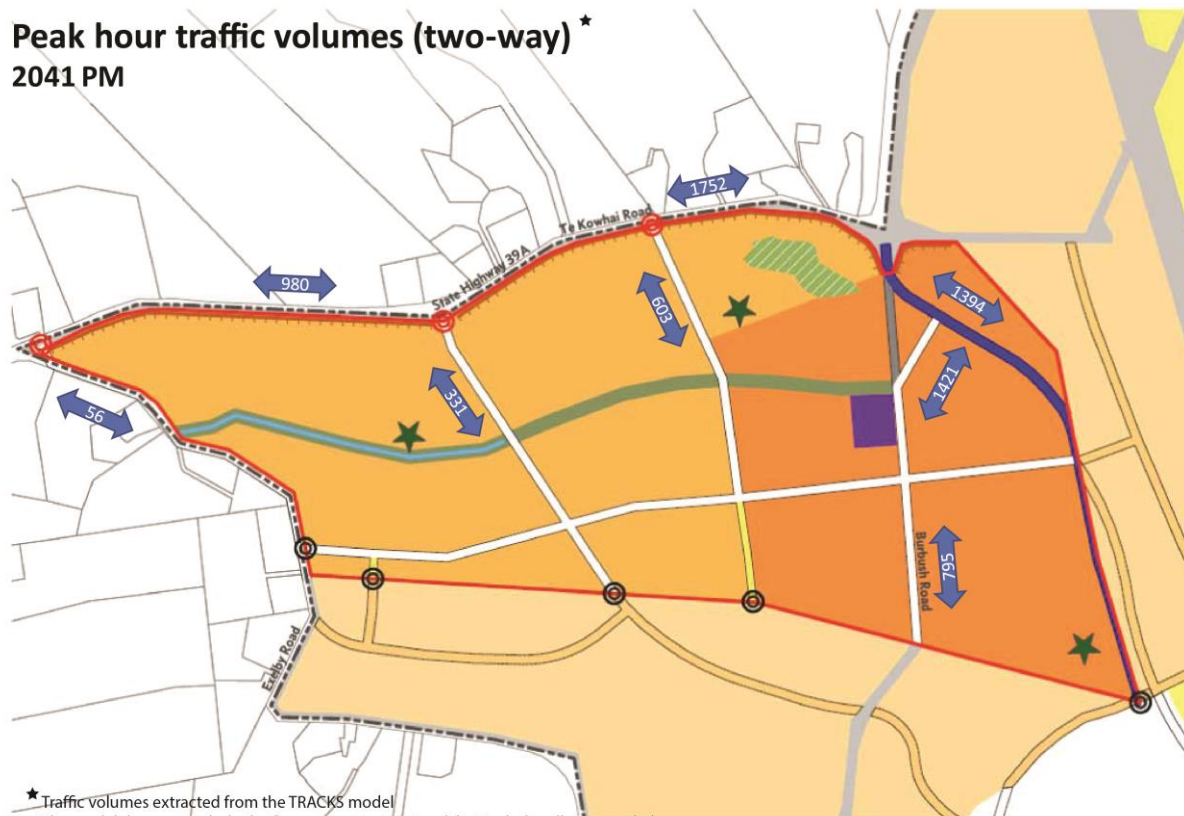 Peak hour traffic volumes (two-way) ★
2041 PM
1752
Te Kowhai Road
State Highway 39A
980
603
1394
331
1421
56
795
Burbush Road
Exelby Road
★ Traffic volumes extracted from the TRACKS model